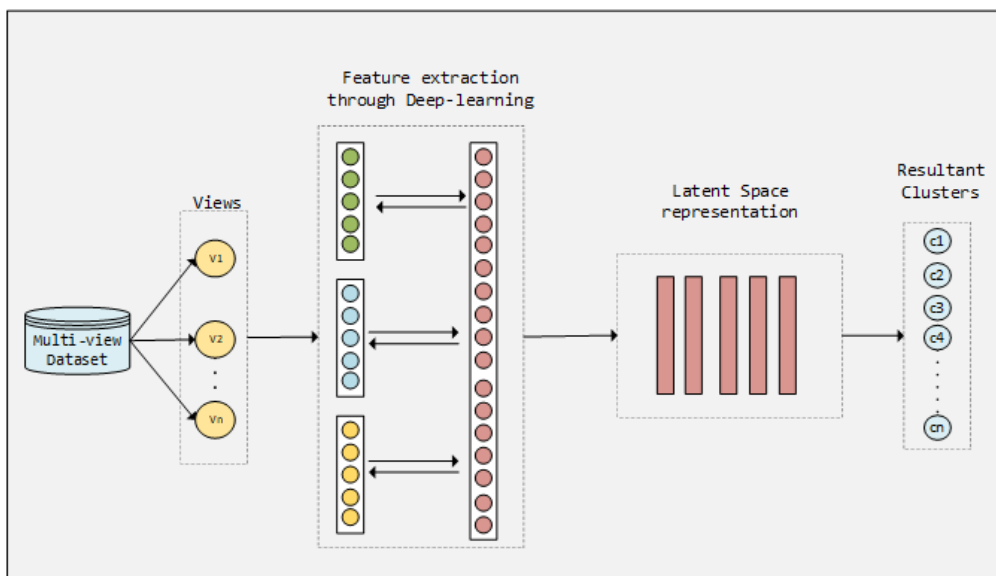 Feature extraction
through Deep-learning
Views
V1
V2
Vn
Multi-view
Dataset
Latent Space
representation
Resultant
Clusters
c1
c2
c3
c4
cn